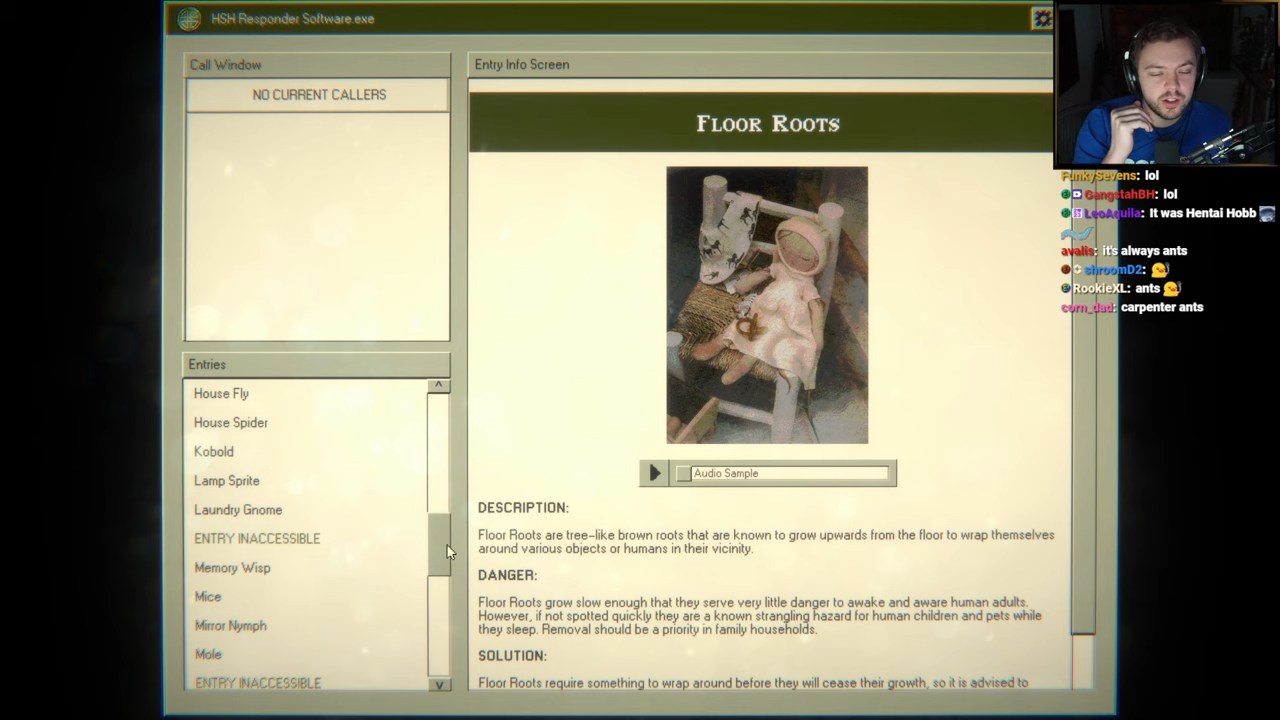 HSH Responder Software.exe
Call Window
NO CURRENT CALLERS
Entries
House Fly
House Spider
Kobold
Lamp Sprite
Laundry Gnome
ENTRY INACCESSIBLE
Memory Wisp
Mice
Mirror Nymph
Mole
ENTRY INACCESSIBLE
Entry Info Screen
FLOOR ROOTS
Audio Sample
DESCRIPTION:
Floor Roots are tree-like brown roots that are known to grow upwards from the floor to wrap themselves
around various objects or humans in their vicinity.
DANGER:
Floor Roots grow slow enough that they serve very little danger to awake and aware human adults.
However, if not spotted quickly they are a known strangling hazard for human children and pets while
they sleep. Removal should be a priority in family households.
SOLUTION:
Floor Roots require something to wrap around before they will cease their growth, so it is advised to
FunkySevens: lol
GangstahBH: lol
LeoAquila: It was Hentai Hobb
avalis: it's always ants
shroomD2:
RookieXL: ants
corn_dad: carpenter ants